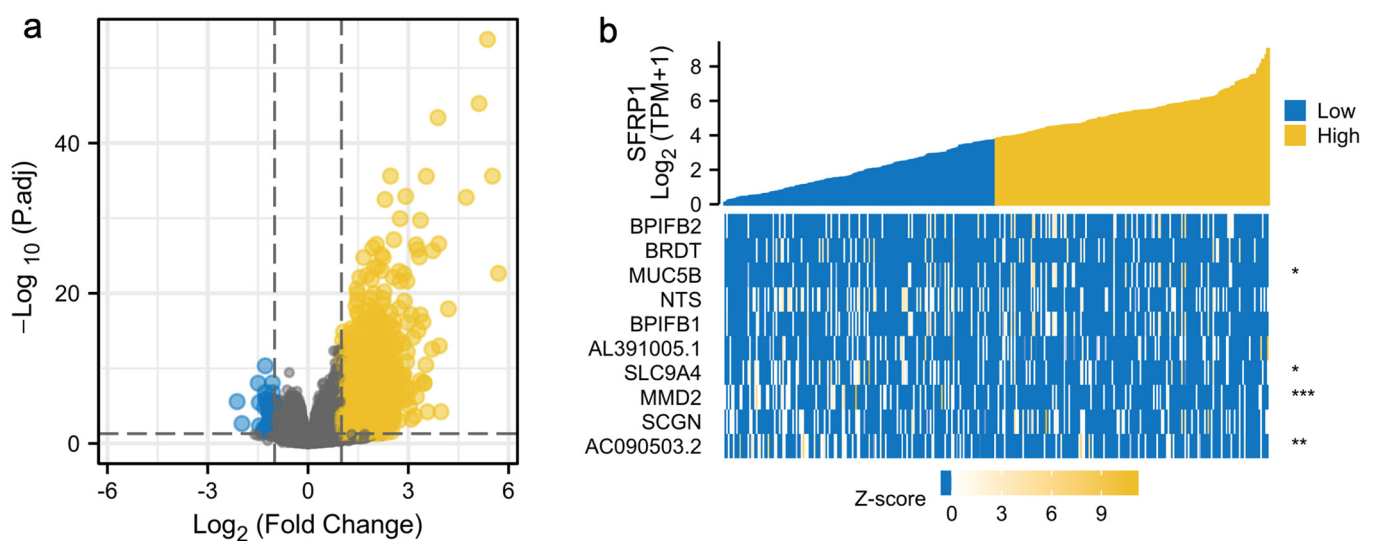 a
−Log 10 (P.adj)
40
20
0
-6 -3 0 3 6
Log2 (Fold Change)
b
SFRP1
Log2 (TPM+1)
8
6
4
2
0
Low
High
BPIFB2
BRDT
MUC5B *
NTS
BPIFB1
AL391005.1
SLC9A4 *
MMD2 ***
SCGN
AC090503.2 **
Z-score
0 3 6 9